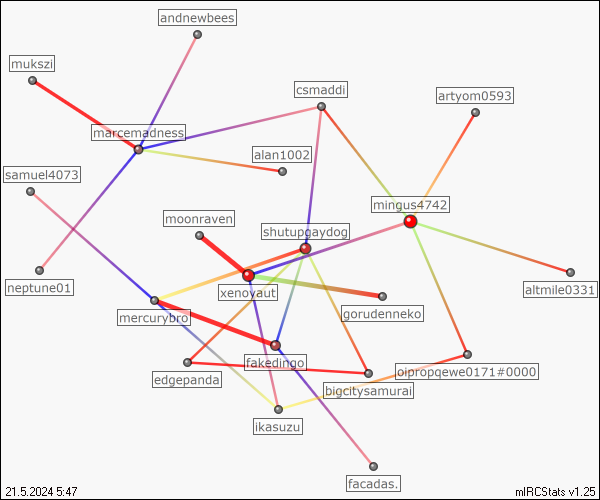 andnewbees
mukszi
csmaddi
artyom0593
marcemadness
alan1002
samuel4073
mingus4742
moonraven
shutupgaydog
neptune01
xenoyaut
altmile0331
gorudenneko
mercurybro
fakedingo
edgepanda
oipropqewe0171#0000
bigcitysamurai
ikasuzu
facadas.
21.5.2024 5:47
mIRCStats v1.25